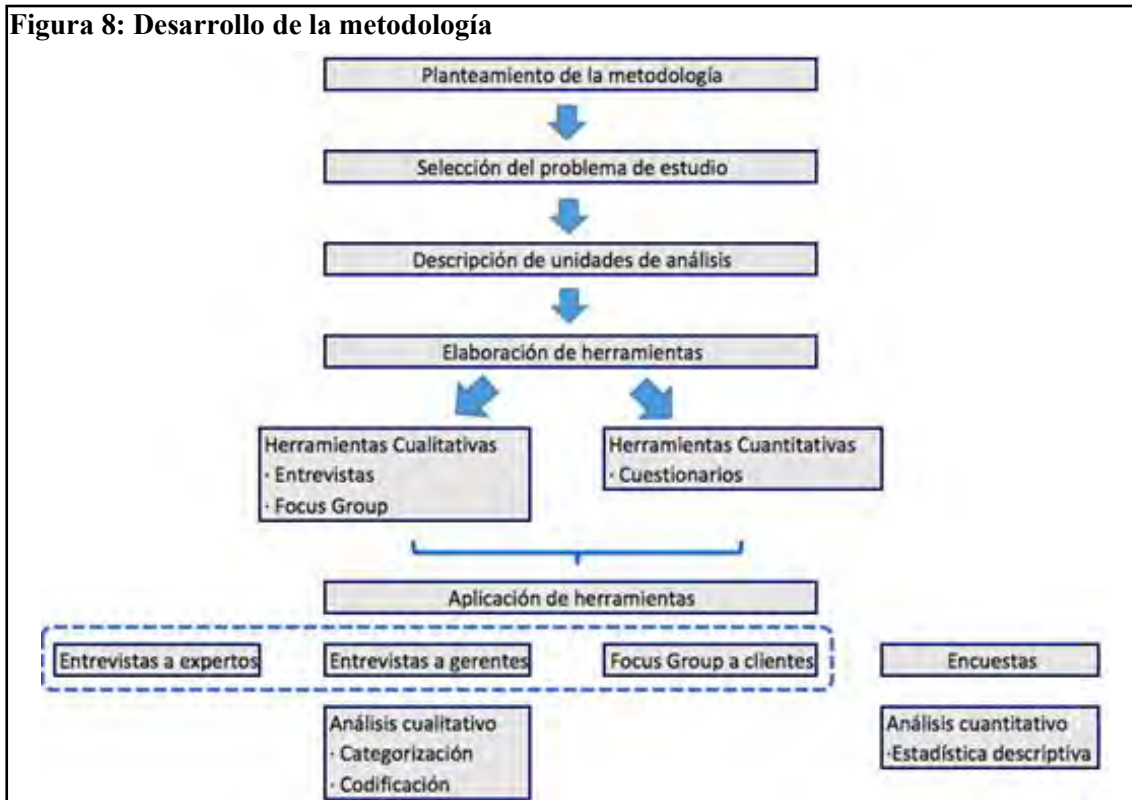 Figura 8: Desarrollo de la metodología
Planteamiento de la metodología
Selección del problema de estudio
Descripción de unidades de análisis
Elaboración de herramientas
Herramientas Cualitativas
· Entrevistas
· Focus Group
Herramientas Cuantitativas
· Cuestionarios
Aplicación de herramientas
Entrevistas a expertos
Entrevistas a gerentes
Focus Group a clientes
Encuestas
Análisis cualitativo
· Categorización
· Codificación
Análisis cuantitativo
·Estadística descriptiva